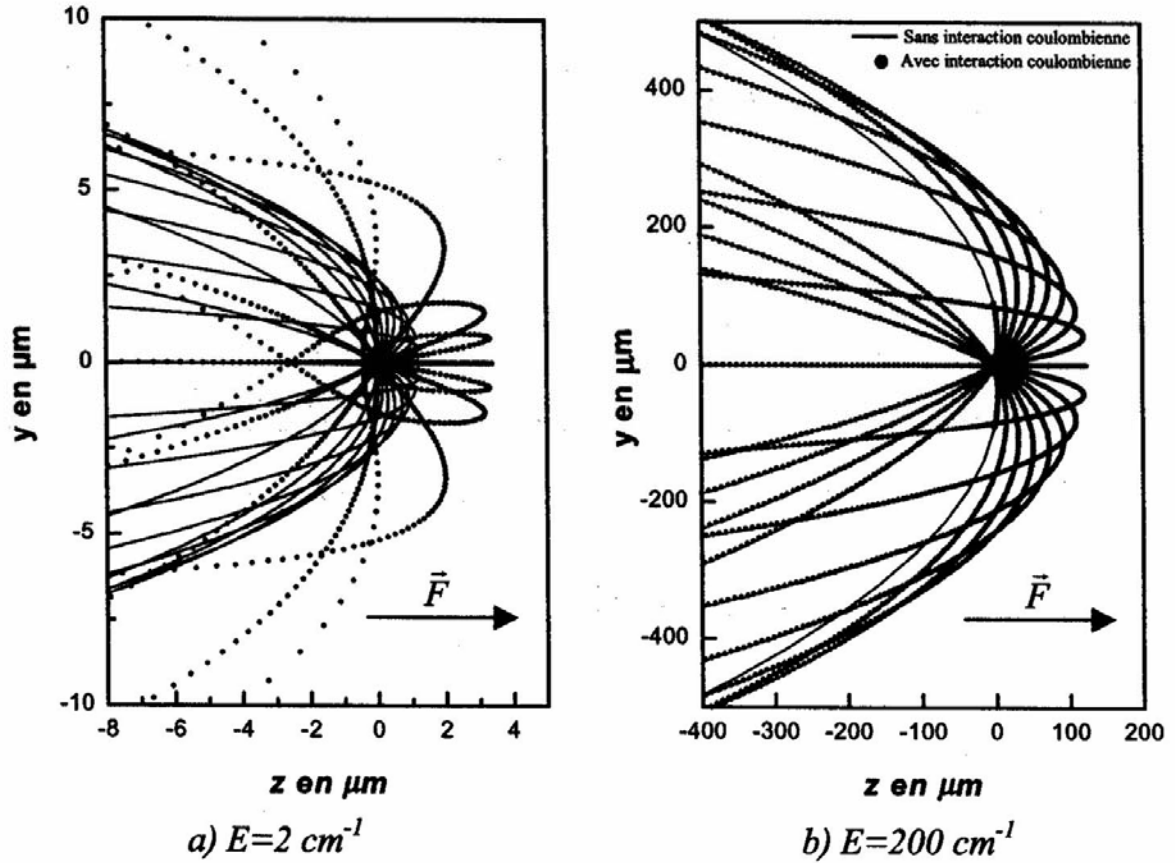 10
5
0
-5
-10
y en µm
-8
-6
-4
-2
0
2
4
z en µm
F
a) E=2 cm-1
Sans interaction coulombienne
Avec interaction coulombienne
400
200
0
-200
-400
y en µm
-400
-300
-200
-100
0
100
200
z en µm
F
b) E=200 cm-1